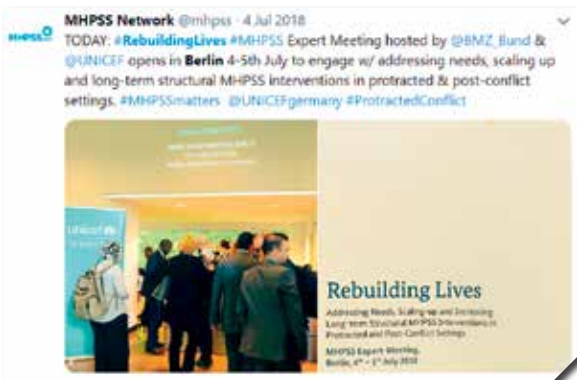 MHPSS Network @mhpss · 4 Jul 2018
TODAY: #RebuildingLives #MHPSS Expert Meeting hosted by @BMZ_Bund &
@UNICEF opens in Berlin 4-5th July to engage w/ addressing needs, scaling up
and long-term structural MHPSS interventions in protracted & post-conflict
settings. #MHPSSmatters @UNICEFgermany #ProtractedConflict
unicef
Rebuilding Lives
Addressing Needs, Scaling-up and Increasing
Long-term Structural MHPSS Interventions in
Protracted and Post-Conflict Settings
MHPSS Expert Meeting,
Berlin, 4th – 5th July 2018